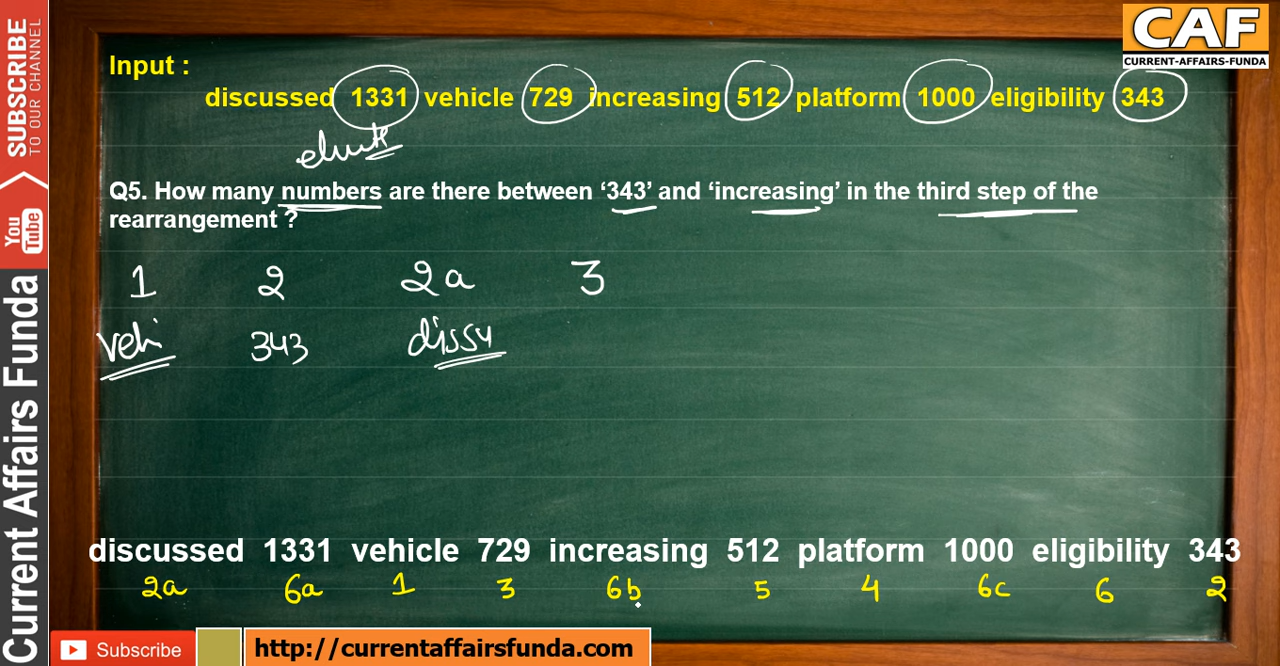 SUBSCRIBE
TO OUR CHANNEL
You Tube
Current Affairs Funda
CAF
CURRENT-AFFAIRS-FUNDA
Input :
discussed 1331 vehicle 729 increasing 512 platform 1000 eligibility 343
Q5. How many numbers are there between ‘343’ and ‘increasing’ in the third step of the
rearrangement ?
1 2 2a 3
vehi 343 dissu
discussed 1331 vehicle 729 increasing 512 platform 1000 eligibility 343
2a 6a 1 3 6b 5 4 6c 6 2
Subscribe
http://currentaffairsfunda.com